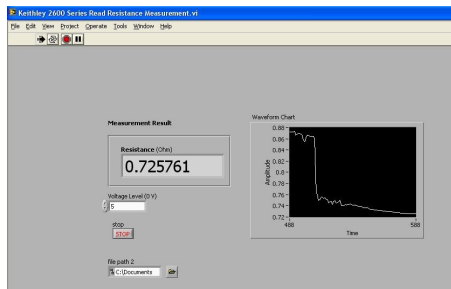 Keithley 2600 Series Read Resistance Measurement.vi
File Edit View Project Operate Tools Window Help
Measurement Result
Resistance (Ohm)
0.725761
Voltage Level (0 V)
5
stop
STOP
file path 2
C:\Documents
Waveform Chart
Amplitude
0.88
0.86
0.84
0.82
0.8
0.78
0.76
0.74
0.72
488
588
Time